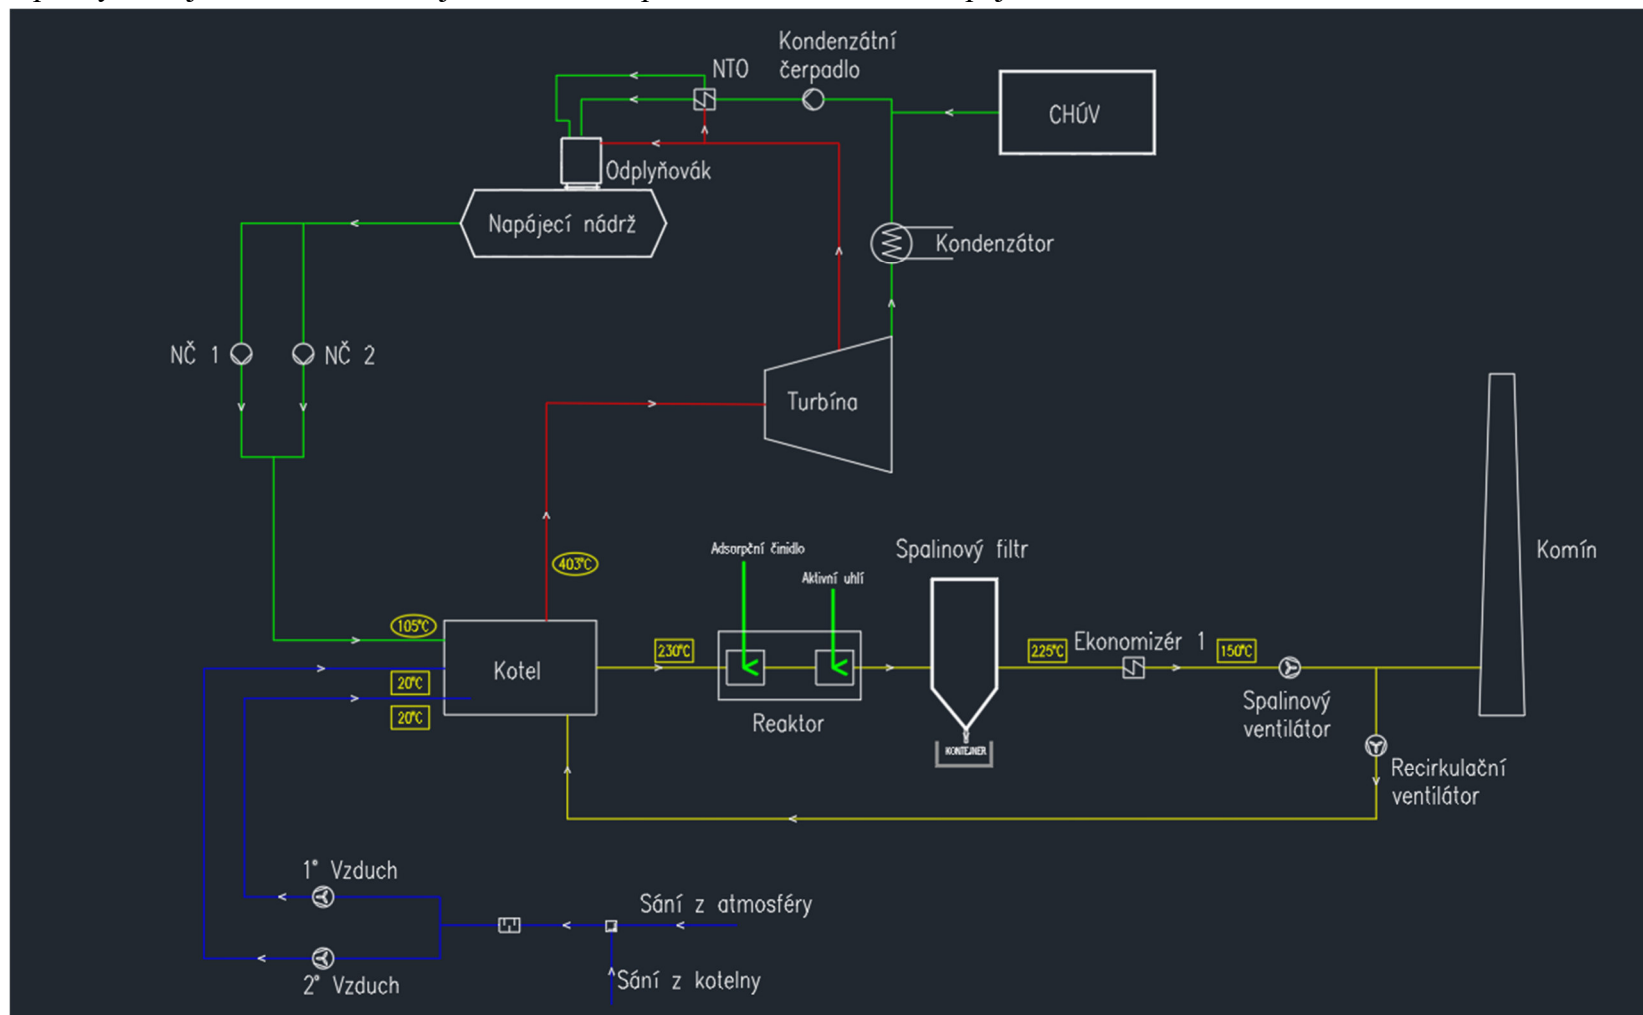 Kondenzátní
čerpadlo
NTO
CHÚV
Odplyňovák
Napájecí nádrž
Kondenzátor
NČ 1
NČ 2
Turbína
Komín
403°C
Adsorpční činidlo
Aktivní uhlí
Spalinový filtr
105°C
Kotel
230°C
225°C
Ekonomizér 1
150°C
20°C
20°C
Reaktor
KONTEJNER
Spalinový
ventilátor
Recirkulační
ventilátor
1° Vzduch
Sání z atmosféry
2° Vzduch
Sání z kotelny